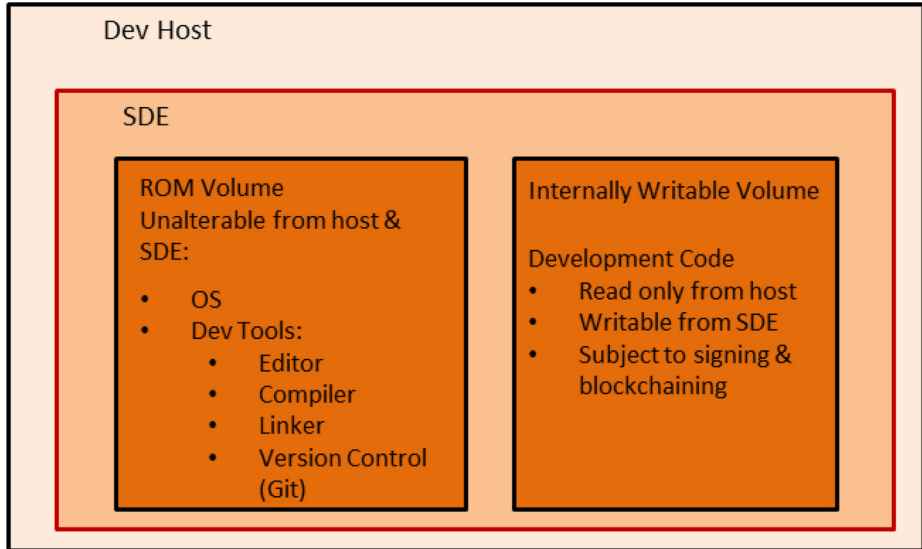 Dev Host
SDE
ROM Volume
Unalterable from host &
SDE:
• OS
• Dev Tools:
• Editor
• Compiler
• Linker
• Version Control
(Git)
Internally Writable Volume
Development Code
• Read only from host
• Writable from SDE
• Subject to signing &
blockchaining